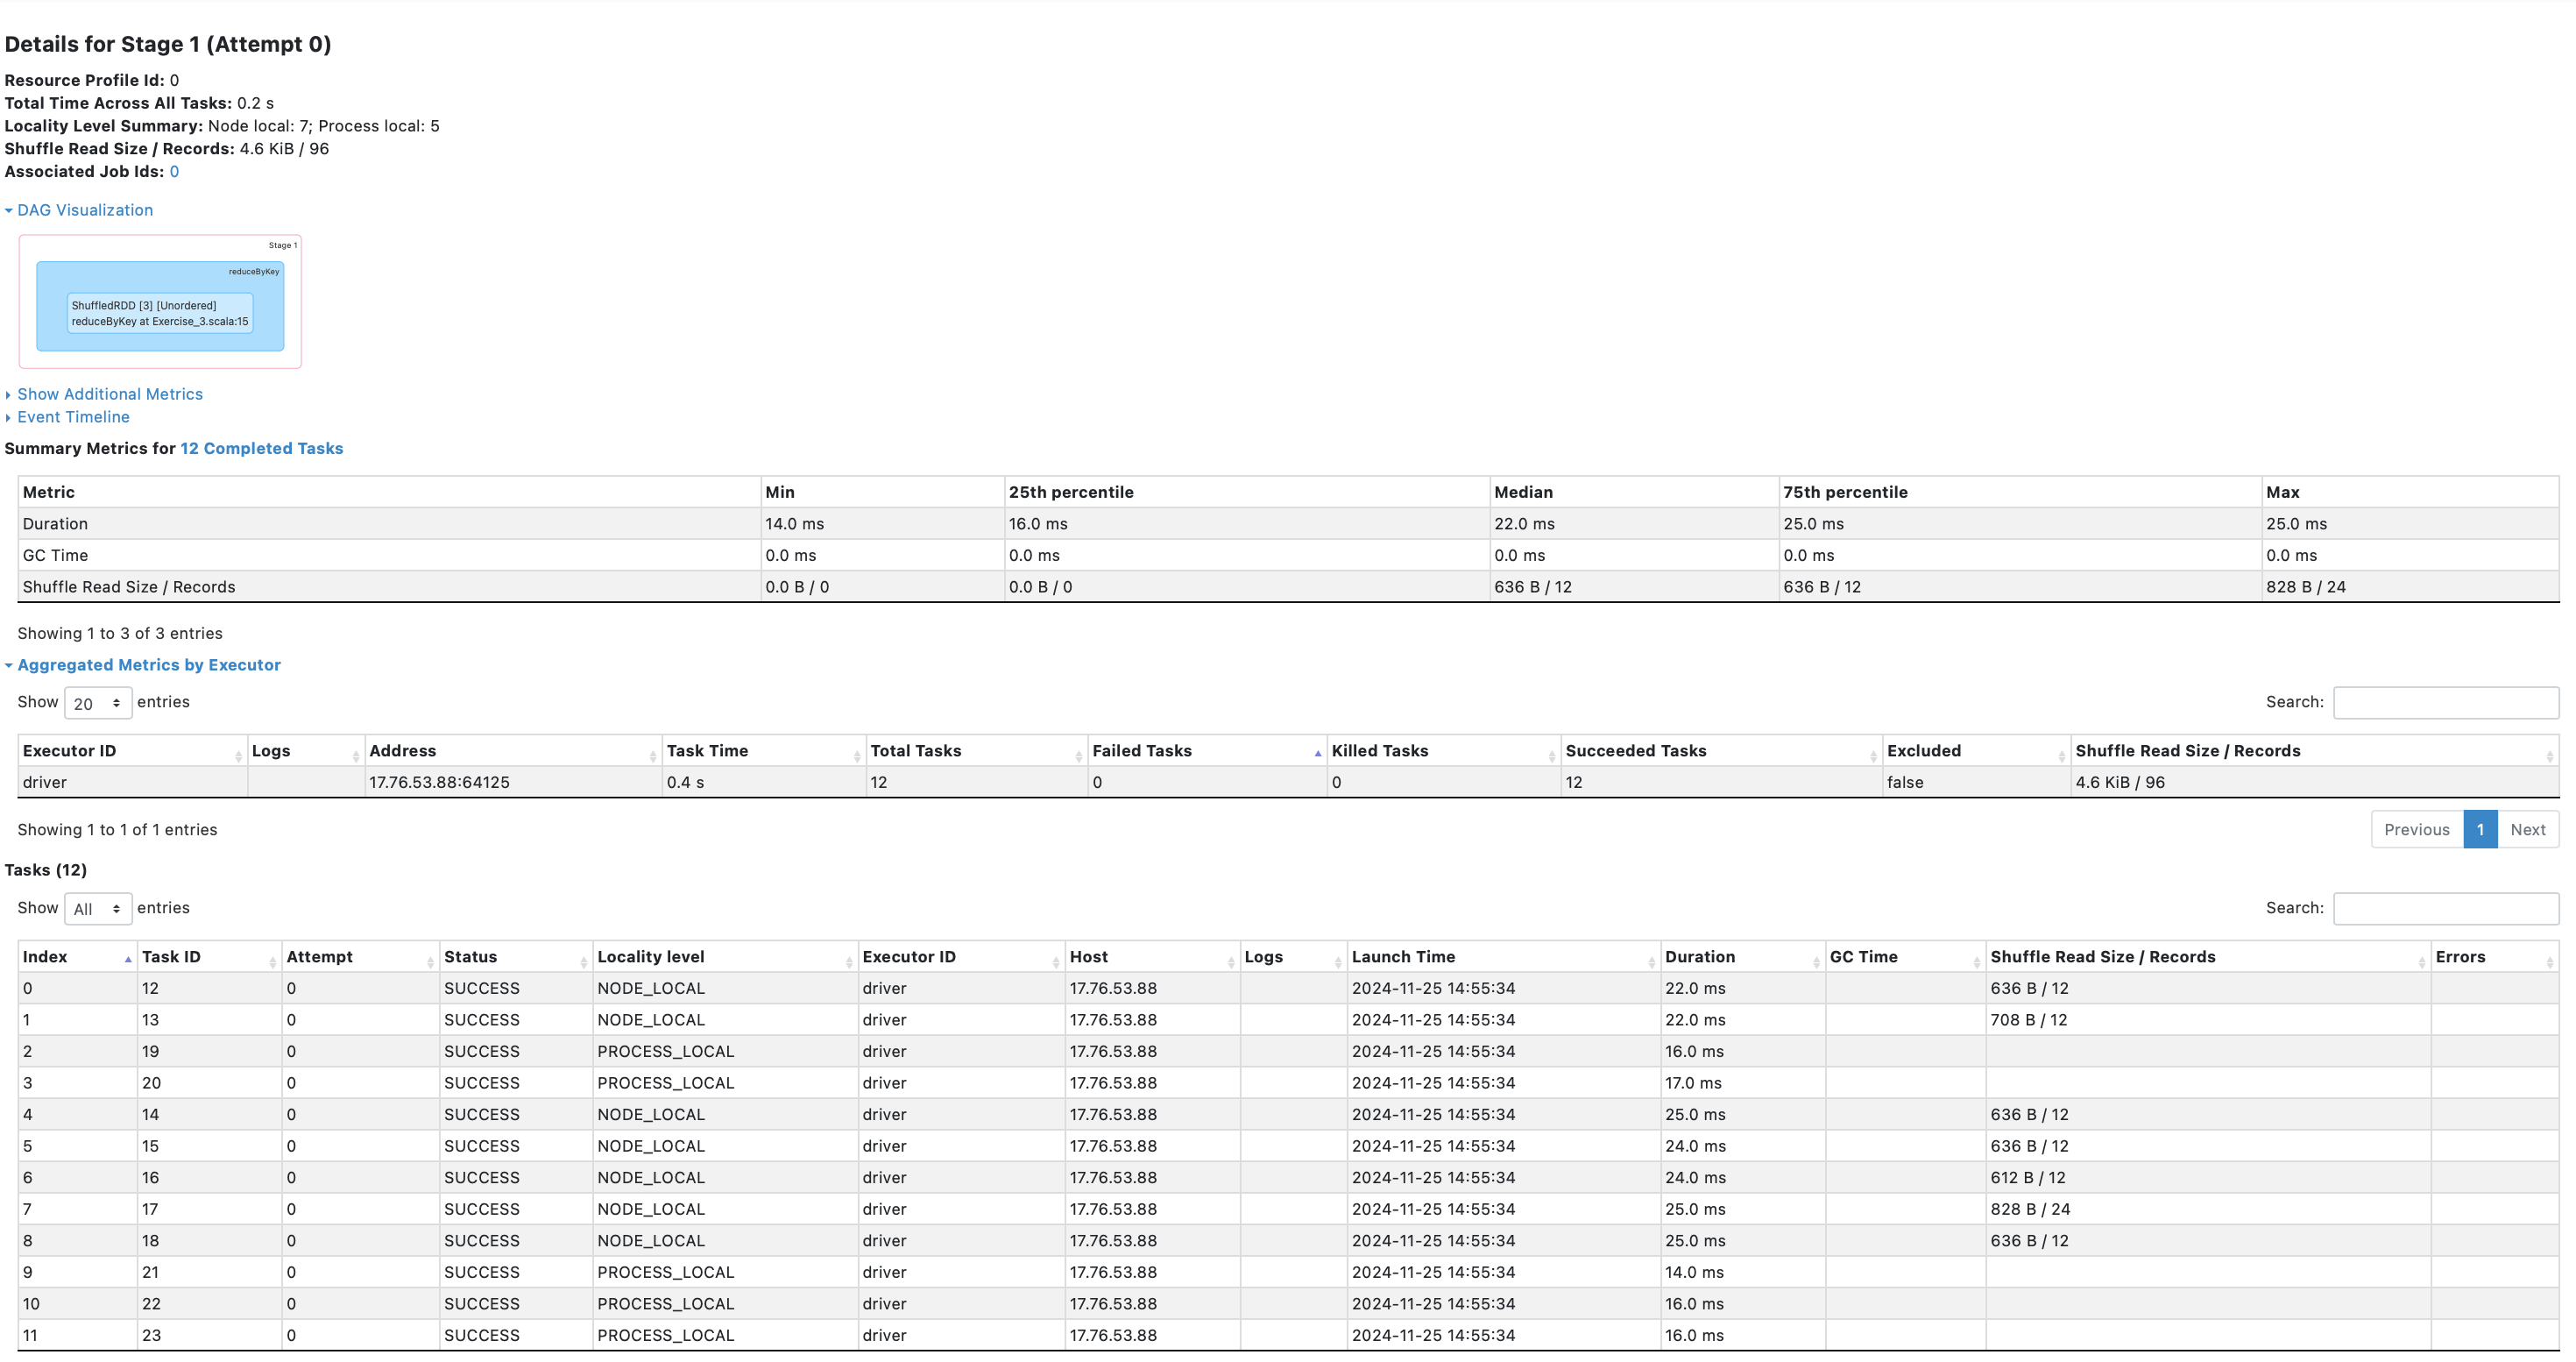 Details for Stage 1 (Attempt 0)
Resource Profile Id: 0
Total Time Across All Tasks: 0.2 s
Locality Level Summary: Node local: 7; Process local: 5
Shuffle Read Size / Records: 4.6 KiB / 96
Associated Job Ids: 0
DAG Visualization
Stage 1
reduceByKey
ShuffledRDD [3] [Unordered]
reduceByKey at Exercise_3.scala:15
Show Additional Metrics
Event Timeline
Summary Metrics for 12 Completed Tasks
Metric Min 25th percentile Median 75th percentile Max
Duration 14.0 ms 16.0 ms 22.0 ms 25.0 ms 25.0 ms
GC Time 0.0 ms 0.0 ms 0.0 ms 0.0 ms 0.0 ms
Shuffle Read Size / Records 0.0 B / 0 0.0 B / 0 636 B / 12 636 B / 12 828 B / 24
Showing 1 to 3 of 3 entries
Aggregated Metrics by Executor
Show 20 entries Search:
Executor ID Logs Address Task Time Total Tasks Failed Tasks Killed Tasks Succeeded Tasks Excluded Shuffle Read Size / Records
driver 17.76.53.88:64125 0.4 s 12 0 0 12 false 4.6 KiB / 96
Showing 1 to 1 of 1 entries Previous 1 Next
Tasks (12)
Show All entries Search:
Index Task ID Attempt Status Locality level Executor ID Host Logs Launch Time Duration GC Time Shuffle Read Size / Records Errors
0 12 0 SUCCESS NODE_LOCAL driver 17.76.53.88 2024-11-25 14:55:34 22.0 ms 636 B / 12
1 13 0 SUCCESS NODE_LOCAL driver 17.76.53.88 2024-11-25 14:55:34 22.0 ms 708 B / 12
2 19 0 SUCCESS PROCESS_LOCAL driver 17.76.53.88 2024-11-25 14:55:34 16.0 ms
3 20 0 SUCCESS PROCESS_LOCAL driver 17.76.53.88 2024-11-25 14:55:34 17.0 ms
4 14 0 SUCCESS NODE_LOCAL driver 17.76.53.88 2024-11-25 14:55:34 25.0 ms 636 B / 12
5 15 0 SUCCESS NODE_LOCAL driver 17.76.53.88 2024-11-25 14:55:34 24.0 ms 636 B / 12
6 16 0 SUCCESS NODE_LOCAL driver 17.76.53.88 2024-11-25 14:55:34 24.0 ms 612 B / 12
7 17 0 SUCCESS NODE_LOCAL driver 17.76.53.88 2024-11-25 14:55:34 25.0 ms 828 B / 24
8 18 0 SUCCESS NODE_LOCAL driver 17.76.53.88 2024-11-25 14:55:34 25.0 ms 636 B / 12
9 21 0 SUCCESS PROCESS_LOCAL driver 17.76.53.88 2024-11-25 14:55:34 14.0 ms
10 22 0 SUCCESS PROCESS_LOCAL driver 17.76.53.88 2024-11-25 14:55:34 16.0 ms
11 23 0 SUCCESS PROCESS_LOCAL driver 17.76.53.88 2024-11-25 14:55:34 16.0 ms